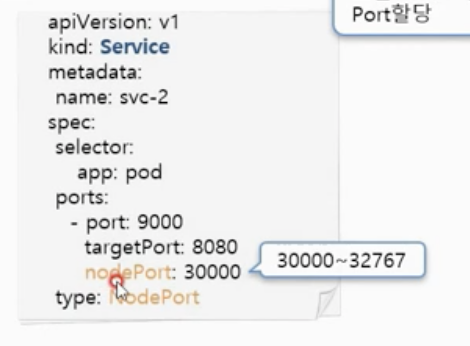 Port할당
apiVersion: v1
kind: Service
metadata:
name: svc-2
spec:
selector:
app: pod
ports:
- port: 9000
targetPort: 8080
nodePort: 30000
30000~32767
type: NodePort